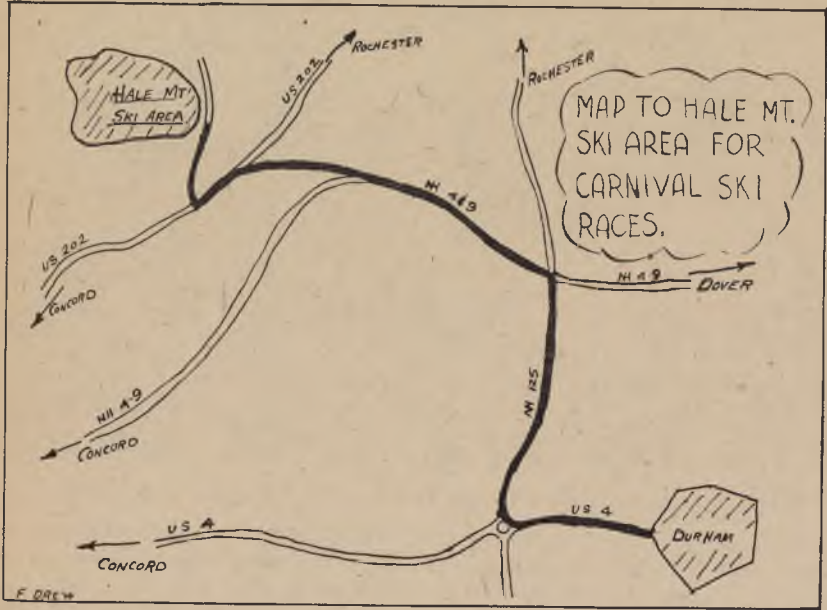 HALE MT.
SKI AREA
US 202
ROCHESTER
ROCHESTER
MAP TO HALE MT.
SKI AREA FOR
CARNIVAL SKI
RACES.
NH A&9
US 202
CONCORD
NH A-9
DOVER
NH 125
NH A-9
CONCORD
US 4
CONCORD
US 4
DURHAM
F. DREW